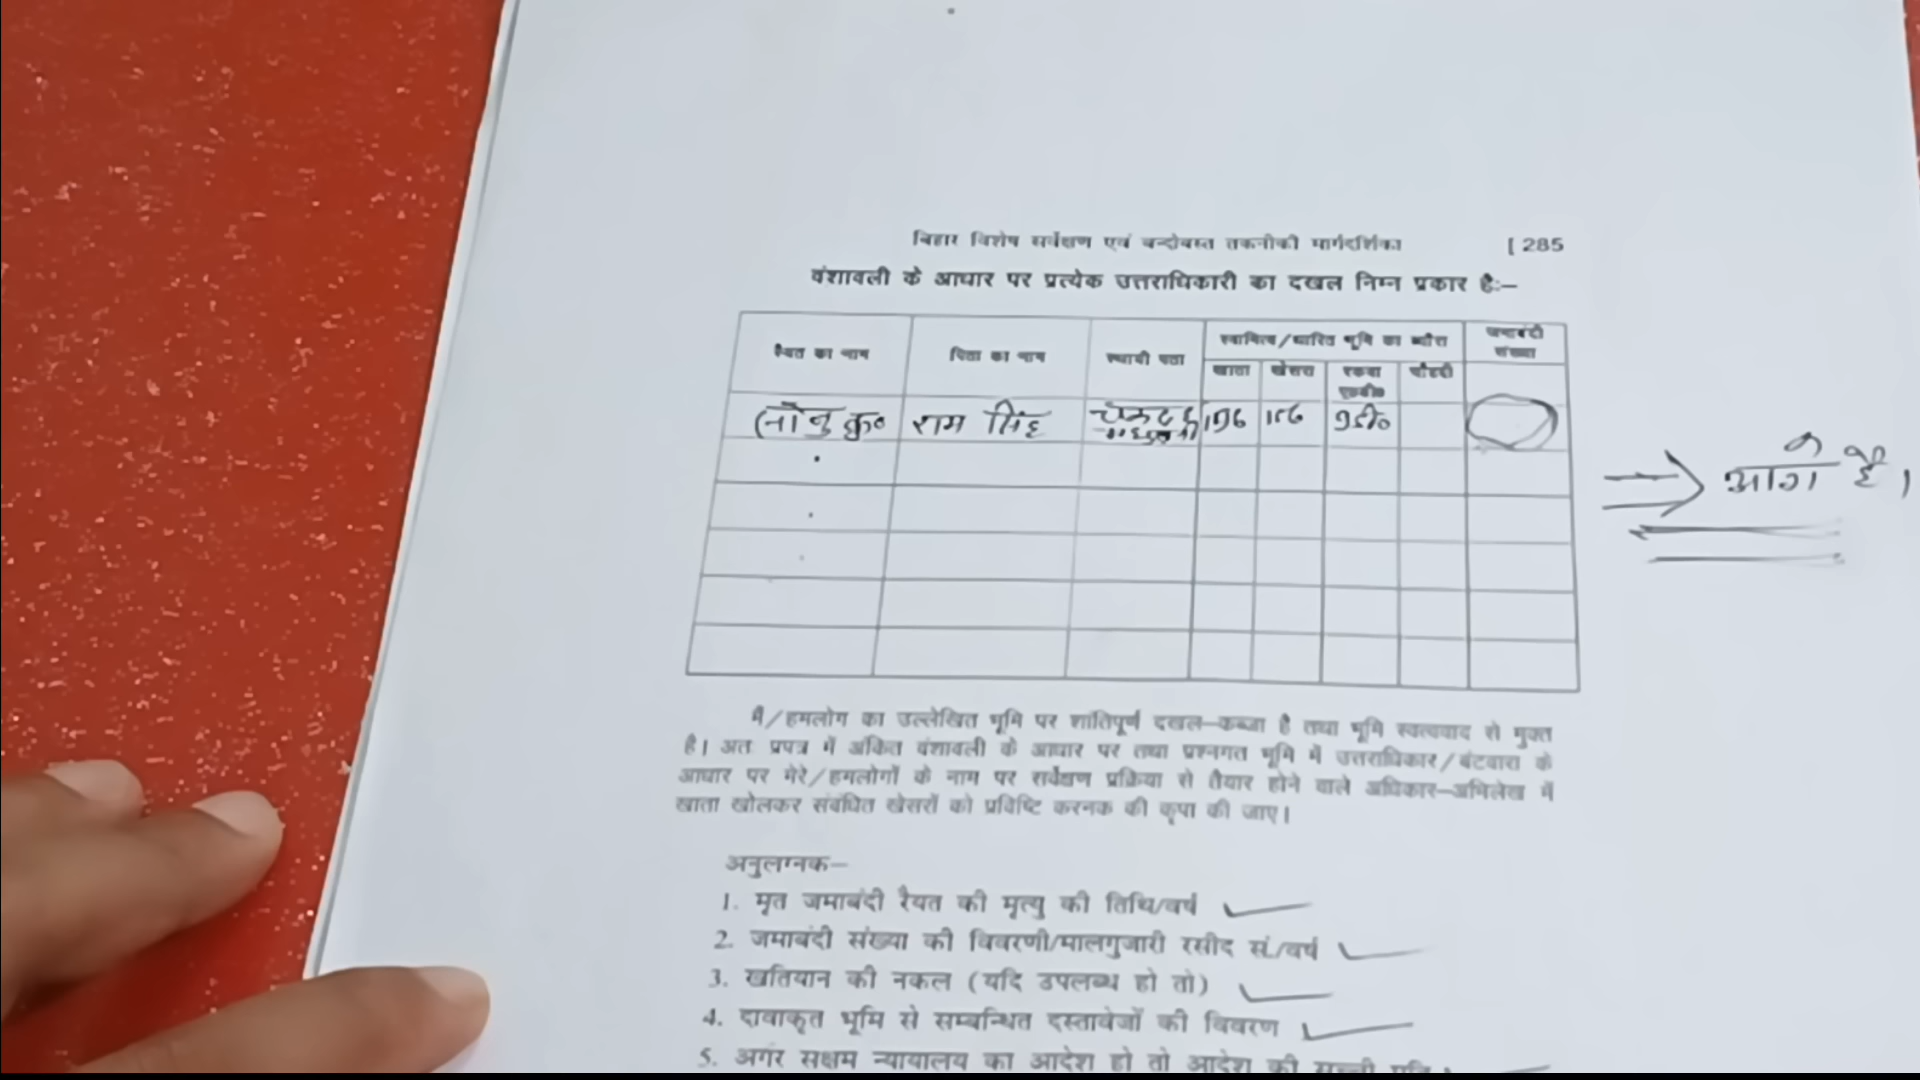 बिहार विशेष सर्वेक्षण एवं बन्दोबस्त तकनीकी मार्गदर्शिका [ 285
वंशावली के आधार पर प्रत्येक उत्तराधिकारी का दखल निम्न प्रकार है:–
रैयत का नाम पिता का नाम स्थायी पता स्वामित्व/धारित भूमि का ब्यौरा जमाबंदी संख्या
खाता खेसरा रकबा चौहदी
राम सिंह 196
मैं/हमलोग का उल्लेखित भूमि पर शांतिपूर्ण दखल–कब्जा है तथा भूमि स्वत्ववाद से मुक्त
है। अतः प्रपत्र में अंकित वंशावली के आधार पर तथा प्रश्नगत भूमि में उत्तराधिकार/बंटवारा के
आधार पर मेरे/हमलोगों के नाम पर सर्वेक्षण प्रक्रिया से तैयार होने वाले अधिकार–अभिलेख में
खाता खोलकर संबंधित खेसरों को प्रविष्टि करनक की कृपा की जाए।
अनुलग्नक–
1. मृत जमाबंदी रैयत की मृत्यु की तिथि/वर्ष
2. जमाबंदी संख्या की विवरणी/मालगुजारी रसीद सं./वर्ष
3. खतियान की नकल (यदि उपलब्ध हो तो)
4. दावाकृत भूमि से सम्बन्धित दस्तावेजों की विवरण
5. अगर सक्षम न्यायालय का आदेश हो तो आदेश की